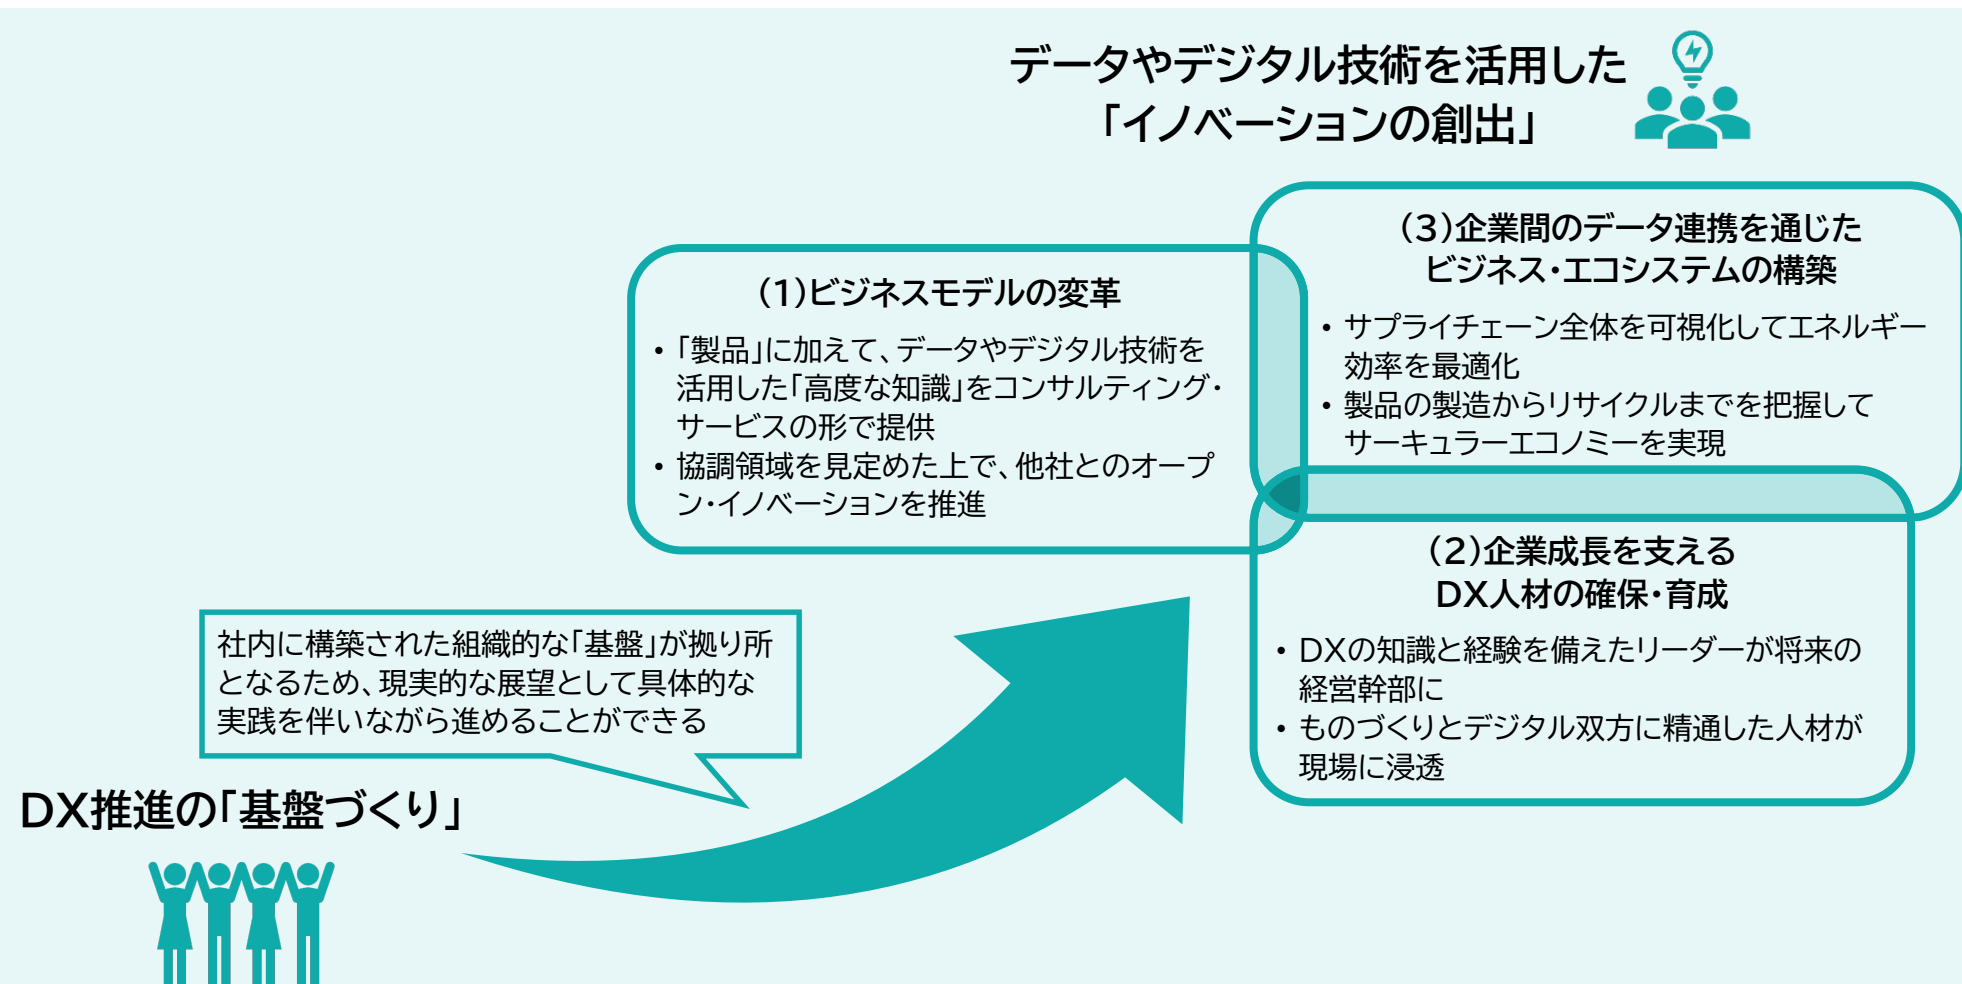 データやデジタル技術を活用した
「イノベーションの創出」
(1)ビジネスモデルの変革
• 「製品」に加えて、データやデジタル技術を
活用した「高度な知識」をコンサルティング・
サービスの形で提供
• 協調領域を見定めた上で、他社とのオープ
ン・イノベーションを推進
(3)企業間のデータ連携を通じた
ビジネス・エコシステムの構築
• サプライチェーン全体を可視化してエネルギー
効率を最適化
• 製品の製造からリサイクルまでを把握して
サーキュラーエコノミーを実現
(2)企業成長を支える
DX人材の確保・育成
• DXの知識と経験を備えたリーダーが将来の
経営幹部に
• ものづくりとデジタル双方に精通した人材が
現場に浸透
社内に構築された組織的な「基盤」が拠り所
となるため、現実的な展望として具体的な
実践を伴いながら進めることができる
DX推進の「基盤づくり」